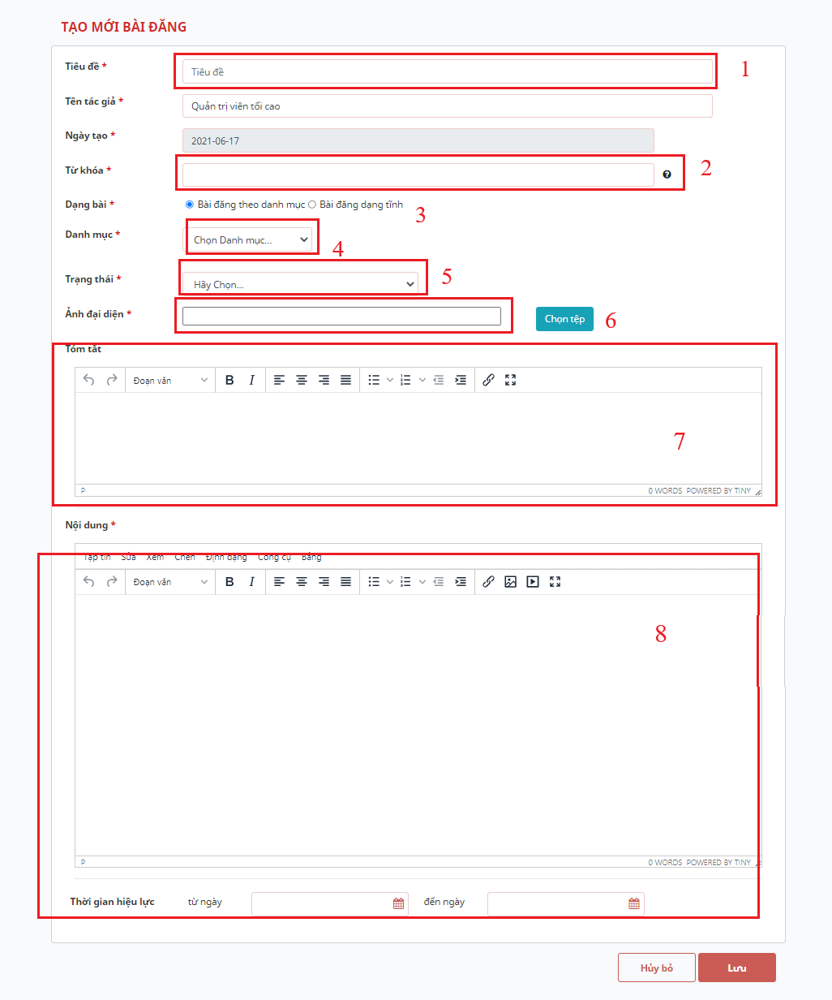 TẠO MỚI BÀI ĐĂNG
Tiêu đề * Tiêu đề 1
Tên tác giả * Quản trị viên tối cao
Ngày tạo * 2021-06-17
Từ khóa * ? 2
Dạng bài * Bài đăng theo danh mục Bài đăng dạng tĩnh 3
Danh mục * Chọn Danh mục... 4
Trạng thái * Hãy Chọn... 5
Ảnh đại diện * Chọn tệp 6
Tóm tắt
Đoạn văn B I
7
P 0 WORDS POWERED BY TINY
Nội dung *
Tập tin Sửa Xem Chèn Định dạng Công cụ Bảng
Đoạn văn B I
8
P 0 WORDS POWERED BY TINY
Thời gian hiệu lực từ ngày đến ngày
Hủy bỏ Lưu